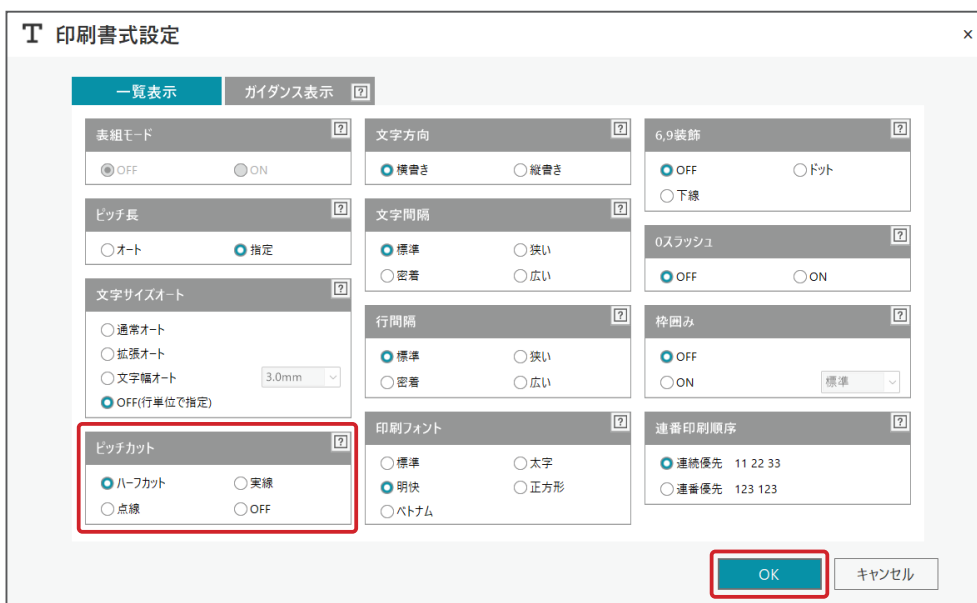 T 印刷書式設定 ×
一覧表示 ガイダンス表示 ?
表組モード ?
OFF ON
ピッチ長 ?
オート 指定
文字サイズオート ?
通常オート
拡張オート
文字幅オート 3.0mm
OFF(行単位で指定)
ピッチカット ?
ハーフカット 実線
点線 OFF
文字方向 ?
横書き 縦書き
文字間隔 ?
標準 狭い
密着 広い
行間隔 ?
標準 狭い
密着 広い
印刷フォント ?
標準 太字
明快 正方形
ベトナム
6,9装飾 ?
OFF ドット
下線
0スラッシュ ?
OFF ON
枠囲み ?
OFF
ON 標準
連番印刷順序 ?
連続優先 11 22 33
連番優先 123 123
OK キャンセル